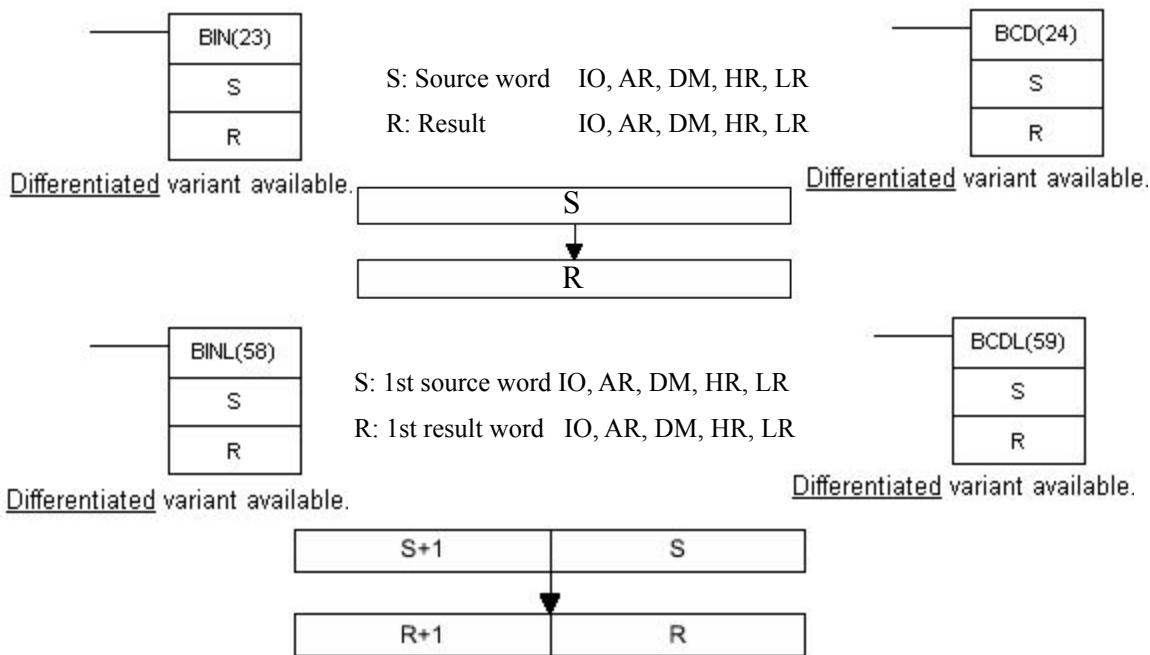 BIN(23)
S
R
Differentiated variant available.
S: Source word IO, AR, DM, HR, LR
R: Result IO, AR, DM, HR, LR
BCD(24)
S
R
Differentiated variant available.
S
R
BINL(58)
S
R
Differentiated variant available.
S: 1st source word IO, AR, DM, HR, LR
R: 1st result word IO, AR, DM, HR, LR
BCDL(59)
S
R
Differentiated variant available.
S+1 S
R+1 R